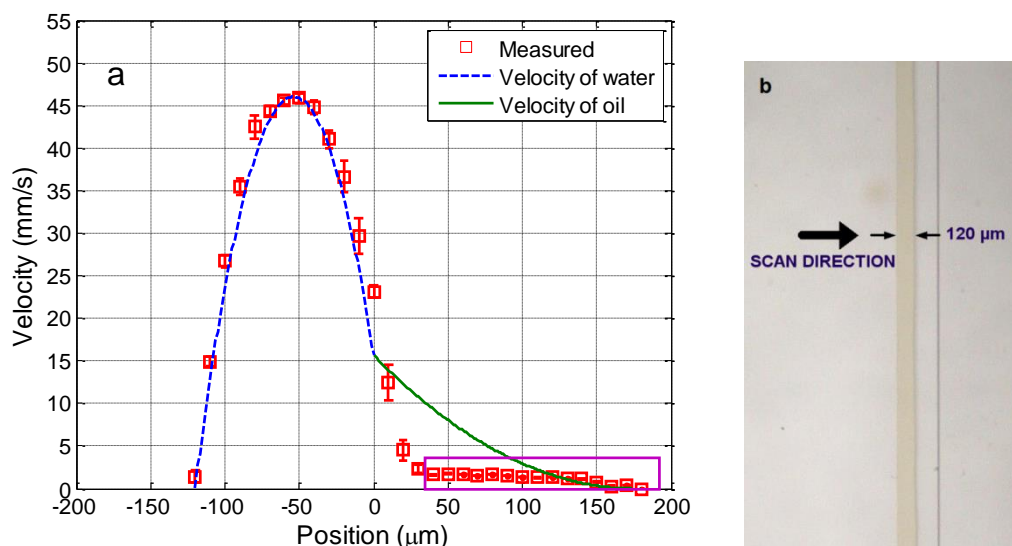 a
Measured
Velocity of water
Velocity of oil
55
50
45
40
35
30
25
20
15
10
5
0
Velocity (mm/s)
-200 -150 -100 -50 0 50 100 150 200
Position (μm)
b
120 μm
SCAN DIRECTION